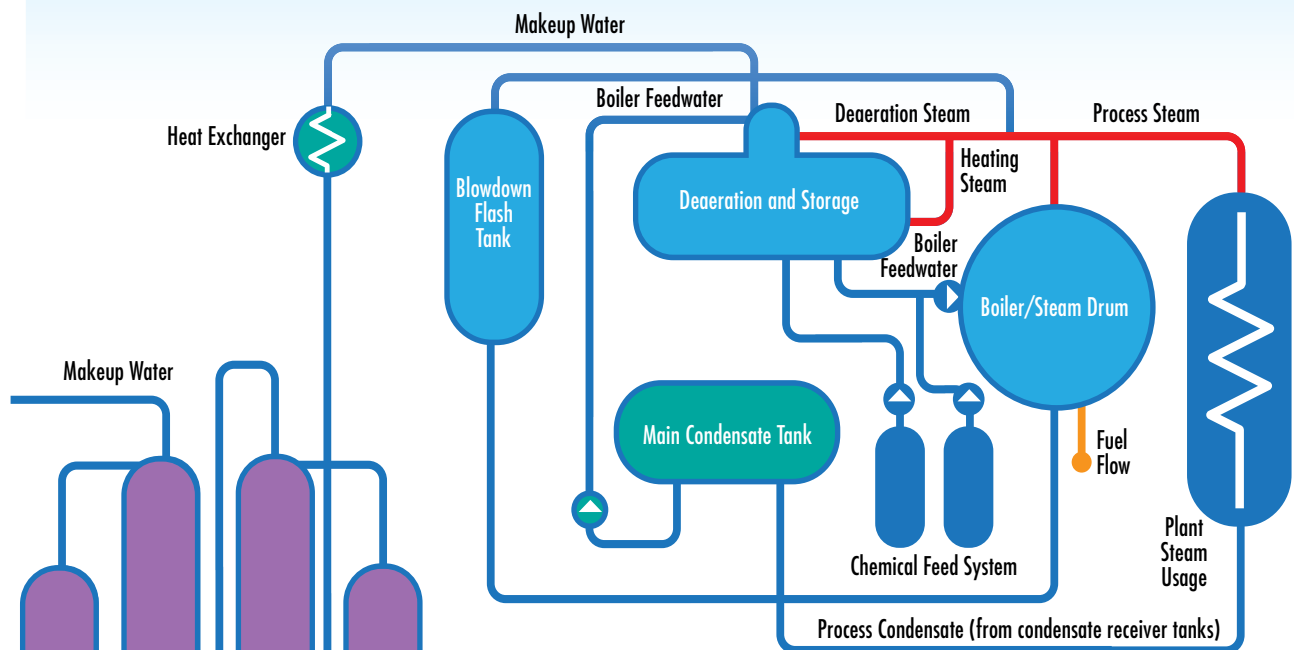 Makeup Water
Boiler Feedwater
Deaeration Steam
Process Steam
Heat Exchanger
Heating
Steam
Blowdown
Flash
Tank
Deaeration and Storage
Boiler
Feedwater
Boiler/Steam Drum
Makeup Water
Main Condensate Tank
Fuel
Flow
Plant
Steam
Usage
Chemical Feed System
Process Condensate (from condensate receiver tanks)